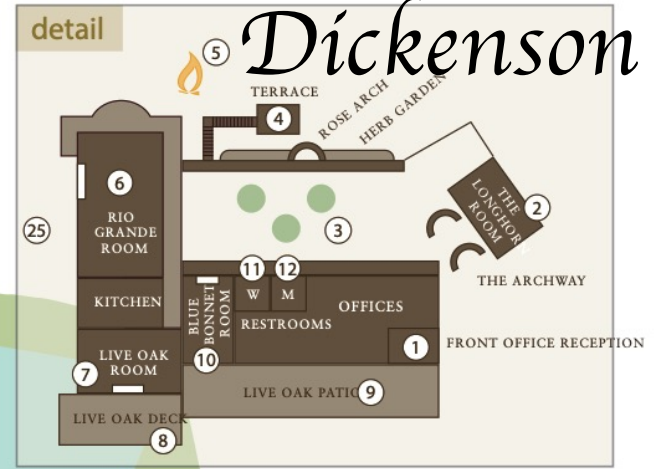 detail
Dickenson
5
TERRACE
4
ROSE ARCH
HERB GARDEN
6
RIO
GRANDE
ROOM
25
3
THE
LONGHOR
ROOM
2
THE ARCHWAY
11
12
W
M
KITCHEN
BLUE
BONNET
ROOM
RESTROOMS
OFFICES
1
FRONT OFFICE RECEPTION
LIVE OAK
ROOM
7
10
LIVE OAK PATIO
9
LIVE OAK DECK
8